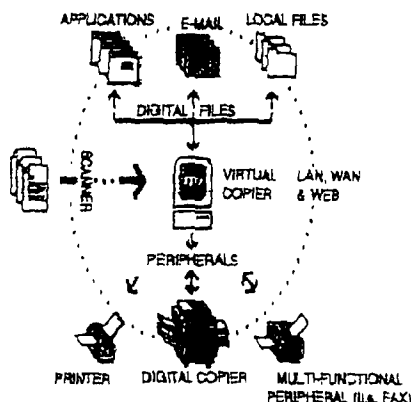 APPLICATIONS
E-MAIL
LOCAL FILES
DIGITAL FILES
SCANNER
VIRTUAL
COPIER
LAN, WAN
& WEB
PERIPHERALS
PRINTER
DIGITAL COPIER
MULTI-FUNCTIONAL
PERIPHERAL (i.e. FAX)